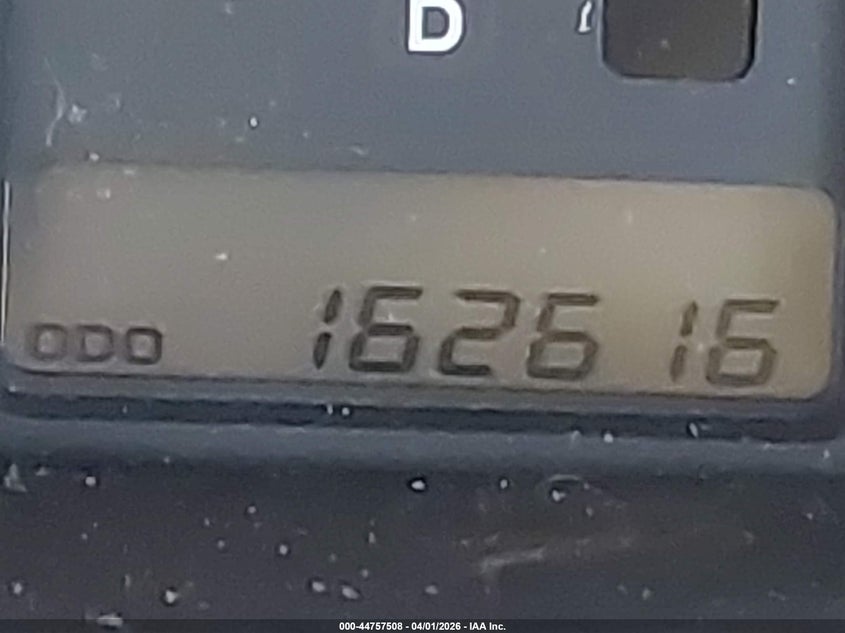 D
ODO 162616
000-44757508 - 04/01/2026 - IAA Inc.